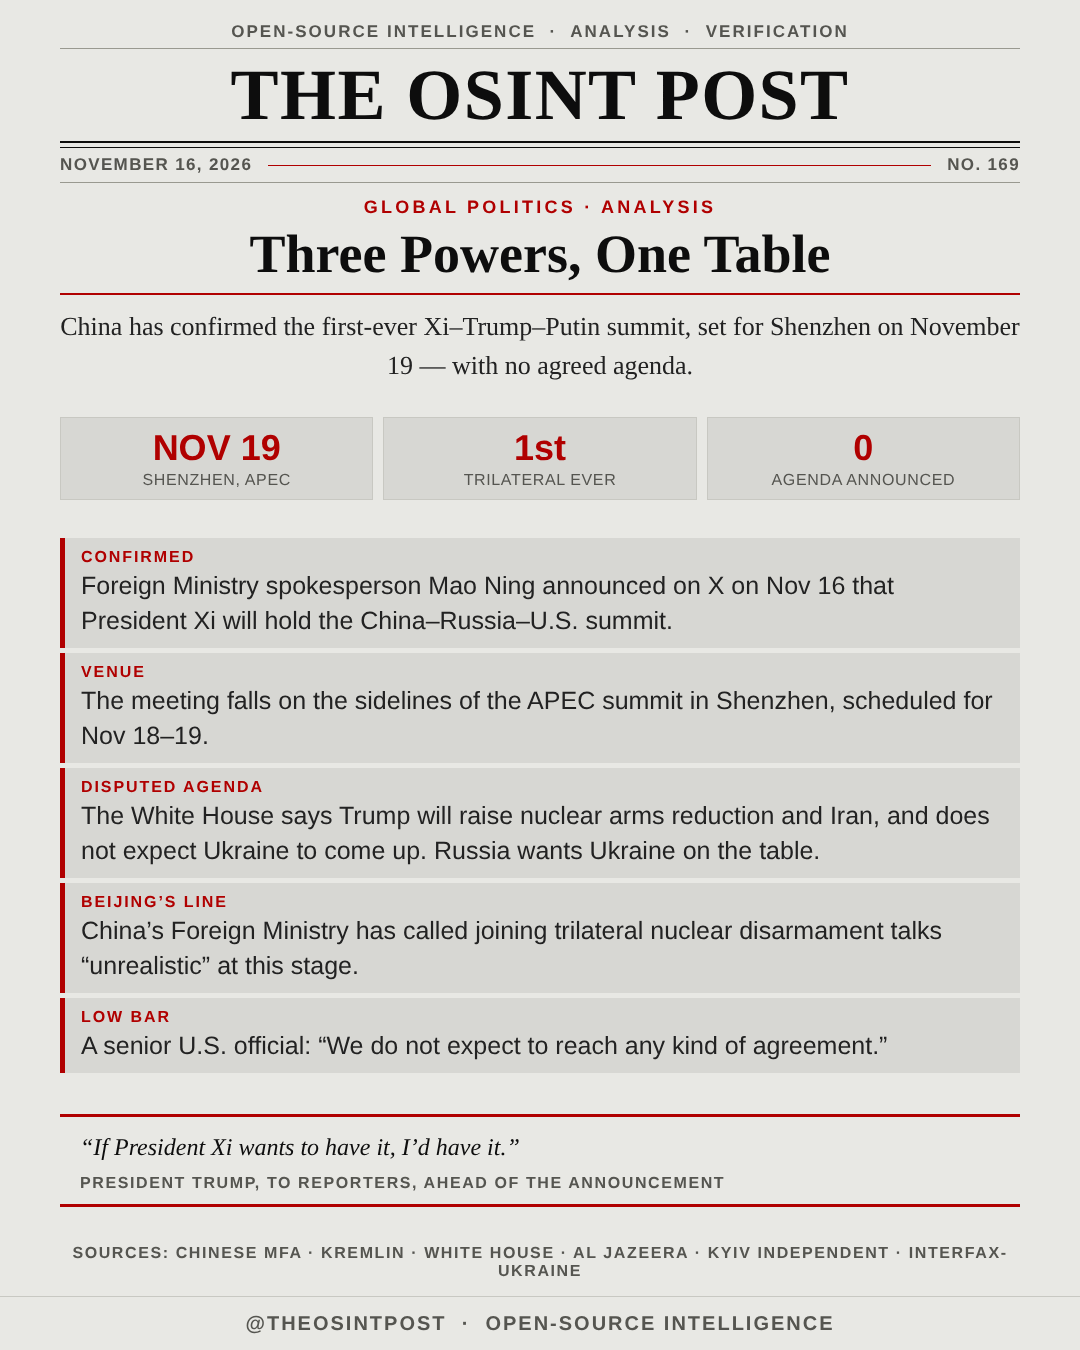 OPEN-SOURCE INTELLIGENCE · ANALYSIS · VERIFICATION
THE OSINT POST
NOVEMBER 16, 2026
NO. 169
GLOBAL POLITICS · ANALYSIS
Three Powers, One Table
China has confirmed the first-ever Xi–Trump–Putin summit, set for Shenzhen on November
19 — with no agreed agenda.
NOV 19
SHENZHEN, APEC
1st
TRILATERAL EVER
0
AGENDA ANNOUNCED
CONFIRMED
Foreign Ministry spokesperson Mao Ning announced on X on Nov 16 that
President Xi will hold the China–Russia–U.S. summit.
VENUE
The meeting falls on the sidelines of the APEC summit in Shenzhen, scheduled for
Nov 18–19.
DISPUTED AGENDA
The White House says Trump will raise nuclear arms reduction and Iran, and does
not expect Ukraine to come up. Russia wants Ukraine on the table.
BEIJING’S LINE
China’s Foreign Ministry has called joining trilateral nuclear disarmament talks
“unrealistic” at this stage.
LOW BAR
A senior U.S. official: “We do not expect to reach any kind of agreement.”
“If President Xi wants to have it, I’d have it.”
PRESIDENT TRUMP, TO REPORTERS, AHEAD OF THE ANNOUNCEMENT
SOURCES: CHINESE MFA · KREMLIN · WHITE HOUSE · AL JAZEERA · KYIV INDEPENDENT · INTERFAX-
UKRAINE
@THEOSINTPOST · OPEN-SOURCE INTELLIGENCE